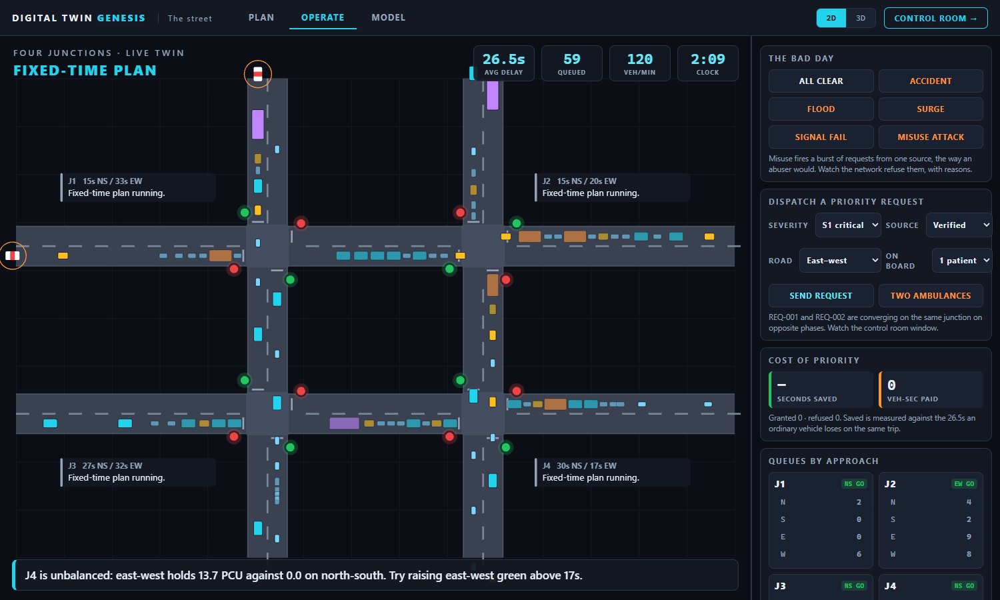 DIGITAL TWIN GENESIS
The street
PLAN
OPERATE
MODEL
2D
3D
CONTROL ROOM →
FOUR JUNCTIONS · LIVE TWIN
FIXED-TIME PLAN
26.5s
AVG DELAY
59
QUEUED
120
VEH/MIN
2:09
CLOCK
J1 15s NS / 33s EW
Fixed-time plan running.
J2 15s NS / 20s EW
Fixed-time plan running.
J3 27s NS / 32s EW
Fixed-time plan running.
J4 30s NS / 17s EW
Fixed-time plan running.
J4 is unbalanced: east-west holds 13.7 PCU against 0.0 on north-south. Try raising east-west green above 17s.
THE BAD DAY
ALL CLEAR
ACCIDENT
FLOOD
SURGE
SIGNAL FAIL
MISUSE ATTACK
Misuse fires a burst of requests from one source, the way an
abuser would. Watch the network refuse them, with reasons.
DISPATCH A PRIORITY REQUEST
SEVERITY
S1 critical
SOURCE
Verified
ROAD
East–west
ON
BOARD
1 patient
SEND REQUEST
TWO AMBULANCES
REQ-001 and REQ-002 are converging on the same junction on
opposite phases. Watch the control room window.
COST OF PRIORITY
–
SECONDS SAVED
0
VEH-SEC PAID
Granted 0 · refused 0. Saved is measured against the 26.5s an
ordinary vehicle loses on the same trip.
QUEUES BY APPROACH
J1
NS GO
N 2
S 0
E 0
W 6
J2
EW GO
N 4
S 2
E 9
W 8
J3
NS GO
J4
NS GO